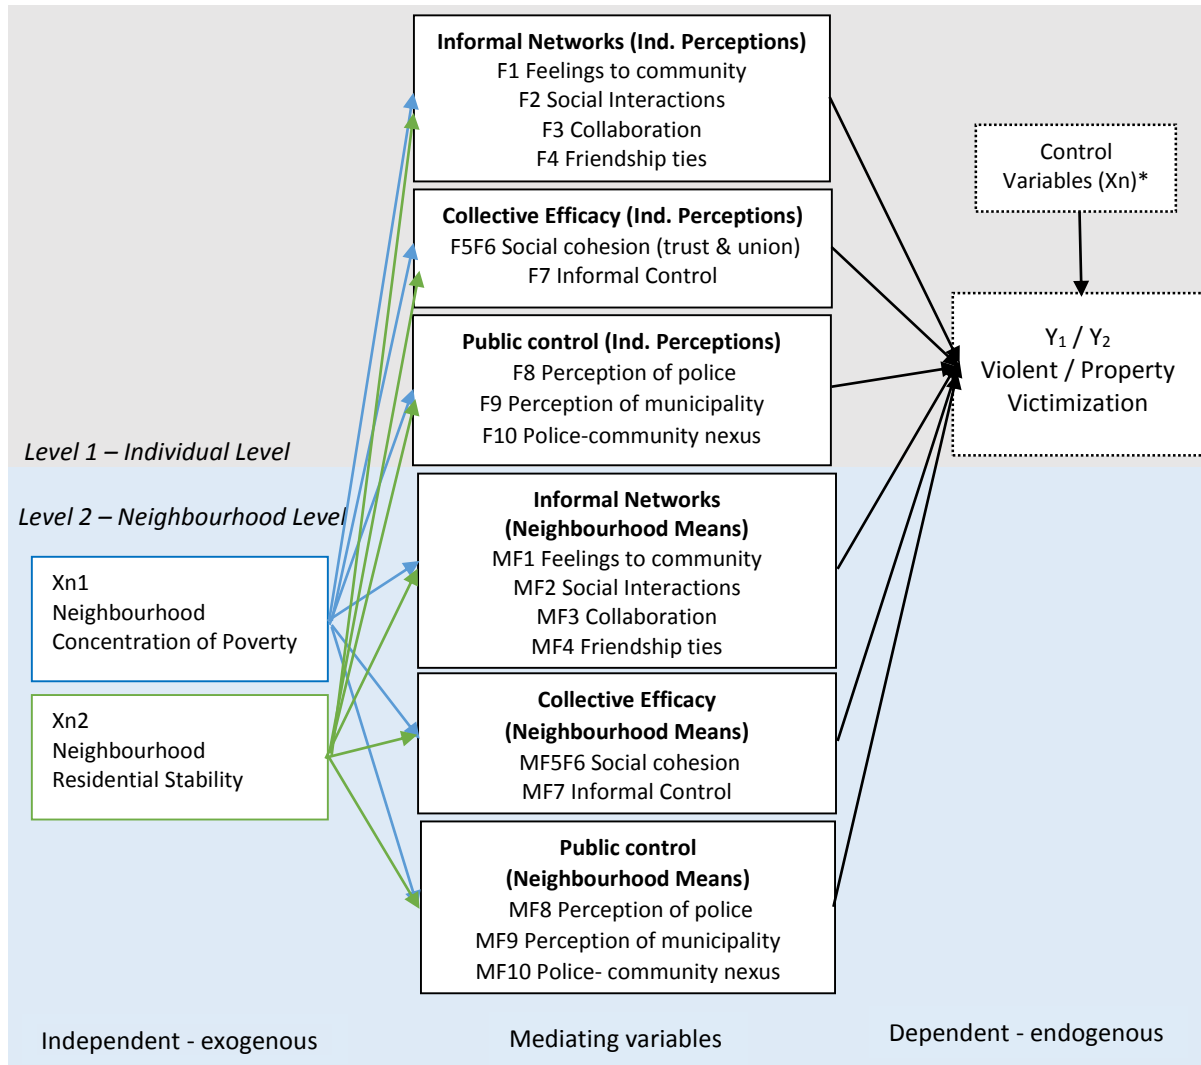 Informal Networks (Ind. Perceptions)
F1 Feelings to community
F2 Social Interactions
F3 Collaboration
F4 Friendship ties
Control
Variables (Xn)*
Collective Efficacy (Ind. Perceptions)
F5F6 Social cohesion (trust & union)
F7 Informal Control
Y₁ / Y₂
Violent / Property
Victimization
Public control (Ind. Perceptions)
F8 Perception of police
F9 Perception of municipality
F10 Police-community nexus
Level 1 – Individual Level
Level 2 – Neighbourhood Level
Informal Networks
(Neighbourhood Means)
MF1 Feelings to community
MF2 Social Interactions
MF3 Collaboration
MF4 Friendship ties
Xn1
Neighbourhood
Concentration of Poverty
Xn2
Neighbourhood
Residential Stability
Collective Efficacy
(Neighbourhood Means)
MF5F6 Social cohesion
MF7 Informal Control
Public control
(Neighbourhood Means)
MF8 Perception of police
MF9 Perception of municipality
MF10 Police- community nexus
Independent - exogenous
Mediating variables
Dependent - endogenous